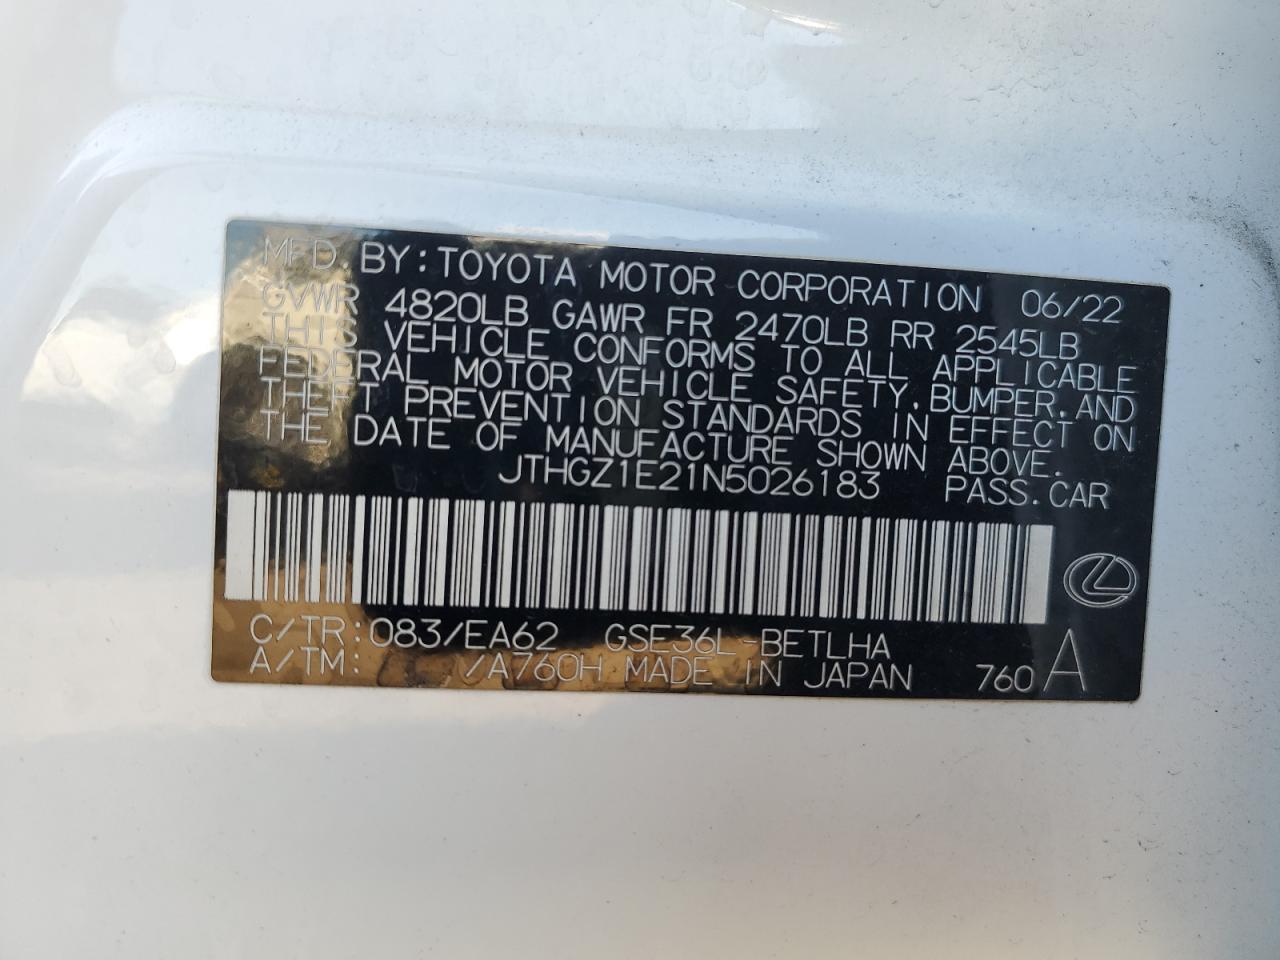 MFD. BY: TOYOTA MOTOR CORPORATION 06/22
GVWR 4820LB GAWR FR 2470LB RR 2545LB
THIS VEHICLE CONFORMS TO ALL APPLICABLE
FEDERAL MOTOR VEHICLE SAFETY, BUMPER, AND
THEFT PREVENTION STANDARDS IN EFFECT ON
THE DATE OF MANUFACTURE SHOWN ABOVE.
JTHGZ1E21N5026183 PASS. CAR
C/TR: 083/EA62 GSE36L-BETLHA
A/TM: /A760H MADE IN JAPAN 760 A